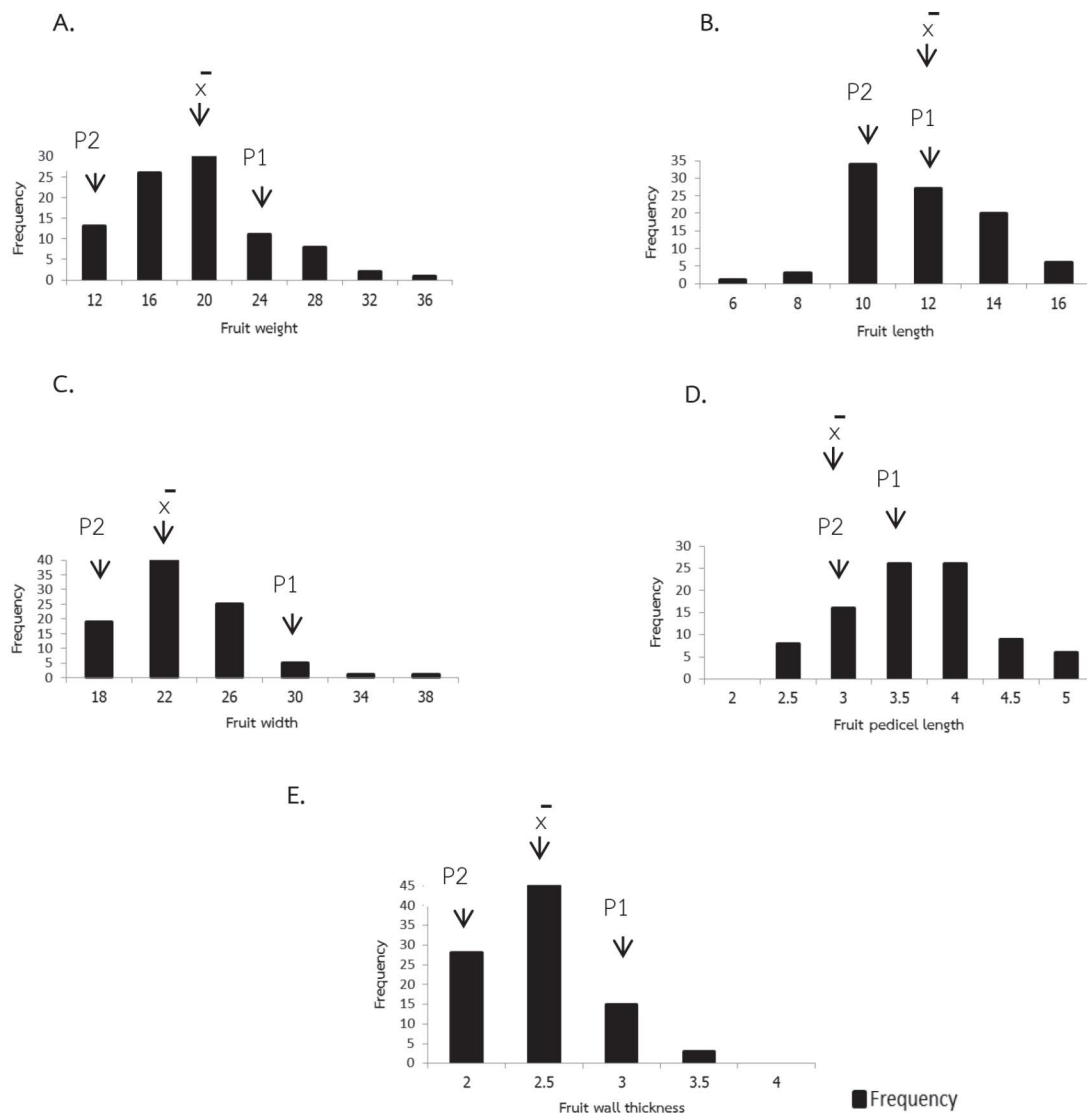 A.
x̄
P2
P1
Frequency
30
25
20
15
10
5
0
12 16 20 24 28 32 36
Fruit weight
B.
x̄
P2
P1
Frequency
35
30
25
20
15
10
5
0
6 8 10 12 14 16
Fruit length
C.
x̄
P2
P1
Frequency
40
35
30
25
20
15
10
5
0
18 22 26 30 34 38
Fruit width
D.
x̄
P1
P2
Frequency
30
25
20
15
10
5
0
2 2.5 3 3.5 4 4.5 5
Fruit pedicel length
E.
x̄
P2
P1
Frequency
45
40
35
30
25
20
15
10
5
0
2 2.5 3 3.5 4
Fruit wall thickness
Frequency